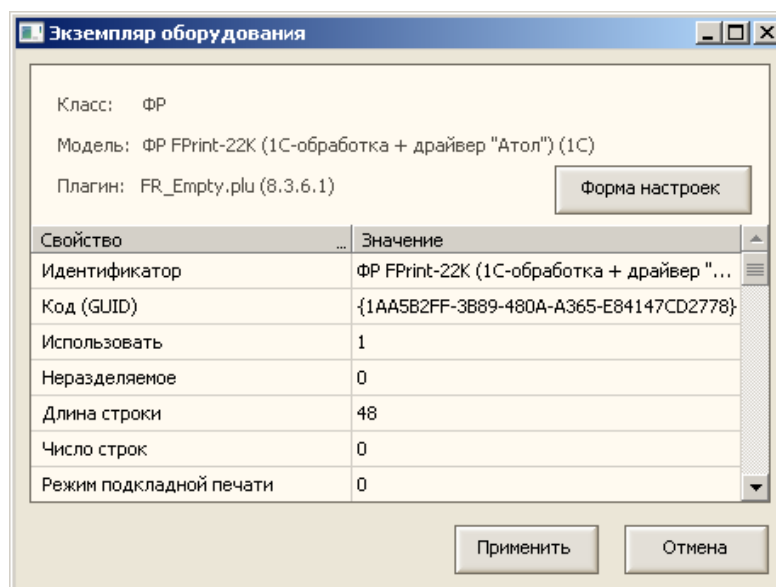 Экземпляр оборудования
Класс: ФР
Модель: ФР FPrint-22K (1С-обработка + драйвер "Атол") (1С)
Плагин: FR_Empty.plu (8.3.6.1)
Форма настроек
Свойство ... Значение
Идентификатор ФР FPrint-22K (1С-обработка + драйвер "...
Код (GUID) {1AA5B2FF-3B89-480A-A365-E84147CD2778}
Использовать 1
Неразделяемое 0
Длина строки 48
Число строк 0
Режим подкладной печати 0
Применить Отмена